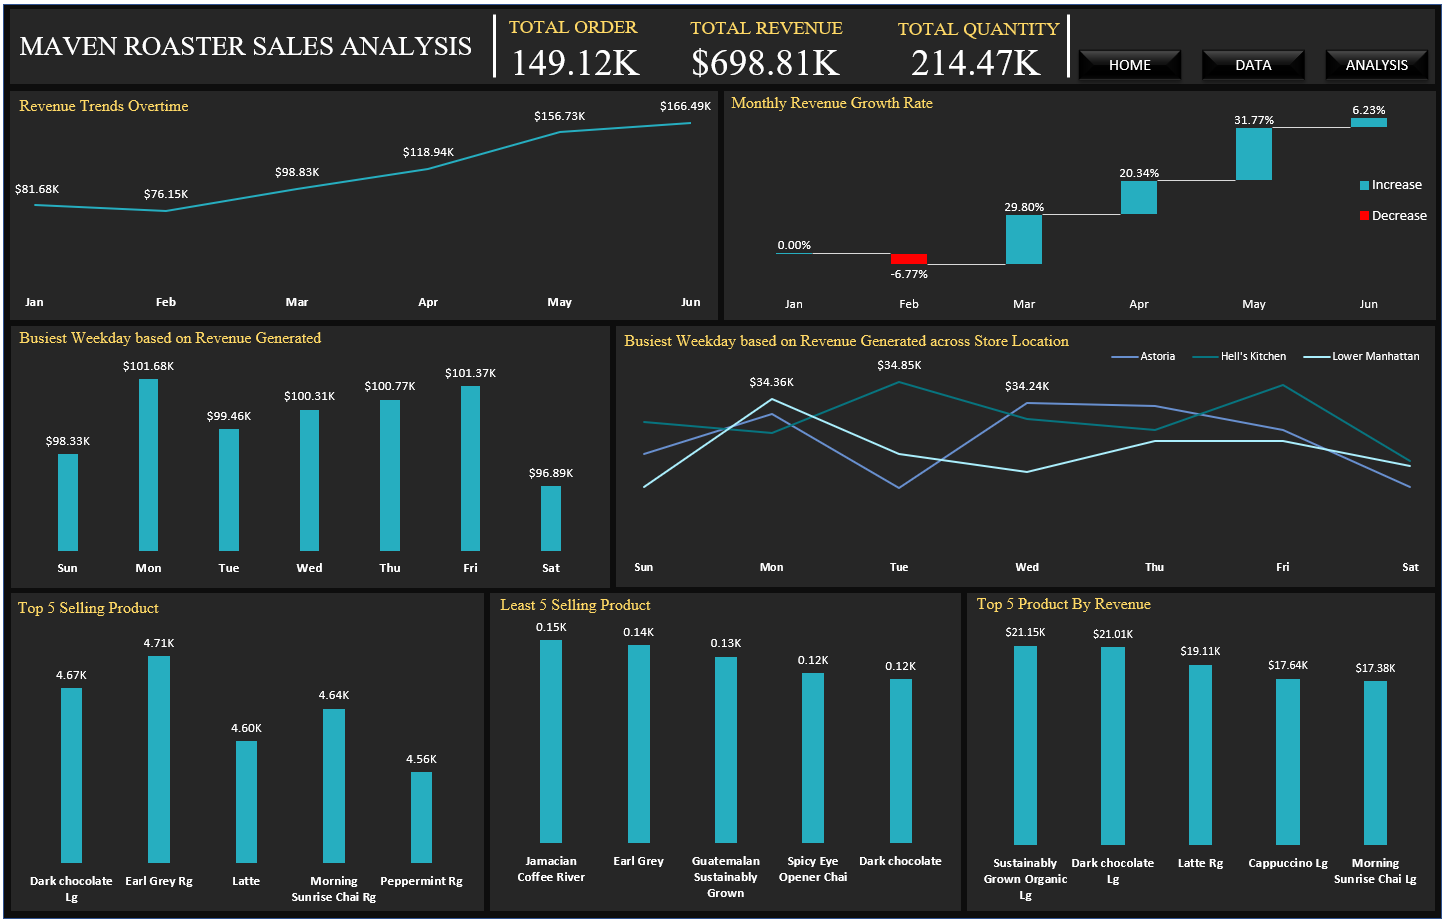 MAVEN ROASTER SALES ANALYSIS
TOTAL ORDER
149.12K
TOTAL REVENUE
$698.81K
TOTAL QUANTITY
214.47K
HOME
DATA
ANALYSIS
Revenue Trends Overtime
$81.68K
$76.15K
$98.83K
$118.94K
$156.73K
$166.49K
Jan
Feb
Mar
Apr
May
Jun
Monthly Revenue Growth Rate
0.00%
-6.77%
29.80%
20.34%
31.77%
6.23%
Increase
Decrease
Jan
Feb
Mar
Apr
May
Jun
Busiest Weekday based on Revenue Generated
$98.33K
$101.68K
$99.46K
$100.31K
$100.77K
$101.37K
$96.89K
Sun
Mon
Tue
Wed
Thu
Fri
Sat
Busiest Weekday based on Revenue Generated across Store Location
Astoria
Hell's Kitchen
Lower Manhattan
$34.36K
$34.85K
$34.24K
Sun
Mon
Tue
Wed
Thu
Fri
Sat
Top 5 Selling Product
4.67K
4.71K
4.60K
4.64K
4.56K
Dark chocolate
Lg
Earl Grey Rg
Latte
Morning
Sunrise Chai Rg
Peppermint Rg
Least 5 Selling Product
0.15K
0.14K
0.13K
0.12K
0.12K
Jamacian
Coffee River
Earl Grey
Guatemalan
Sustainably
Grown
Spicy Eye
Opener Chai
Dark chocolate
Top 5 Product By Revenue
$21.15K
$21.01K
$19.11K
$17.64K
$17.38K
Sustainably
Grown Organic
Lg
Dark chocolate
Lg
Latte Rg
Cappuccino Lg
Morning
Sunrise Chai Lg